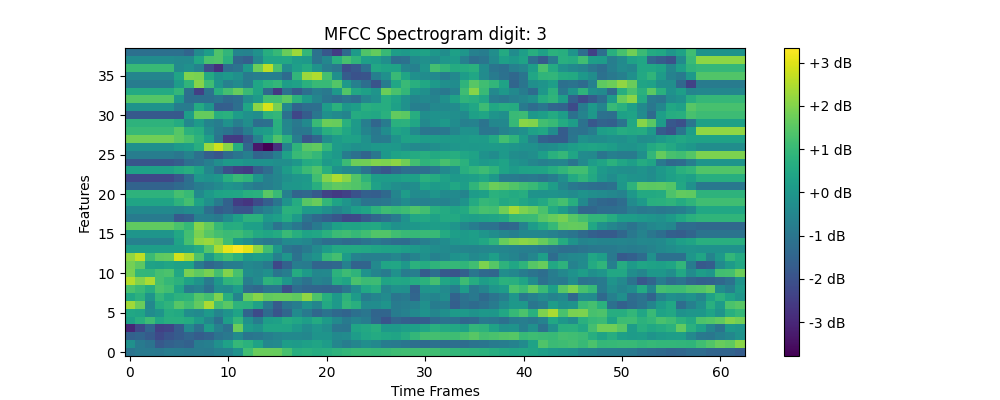 MFCC Spectrogram digit: 3
Features
35
30
25
20
15
10
5
0
0 10 20 30 40 50 60
Time Frames
+3 dB
+2 dB
+1 dB
+0 dB
-1 dB
-2 dB
-3 dB